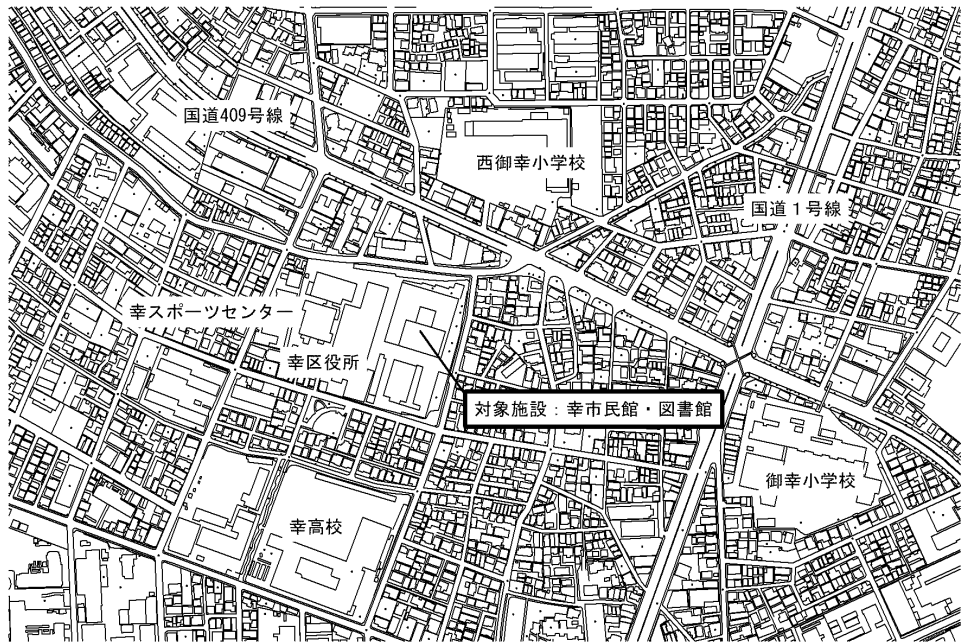 国道409号線
西御幸小学校
国道1号線
幸スポーツセンター
幸区役所
対象施設：幸市民館・図書館
御幸小学校
幸高校